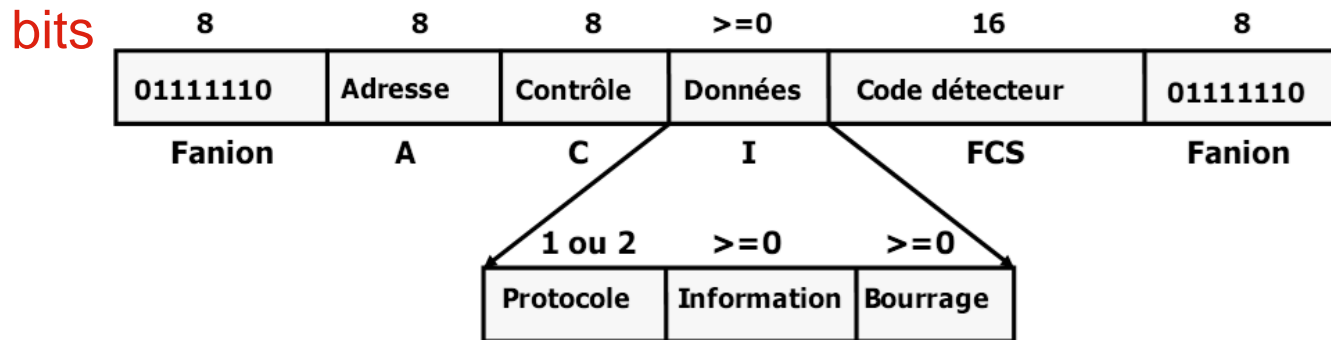 bits 8 8 8 >=0 16 8
01111110 Adresse Contrôle Données Code détecteur 01111110
Fanion A C I FCS Fanion
1 ou 2 >=0 >=0
Protocole Information Bourrage